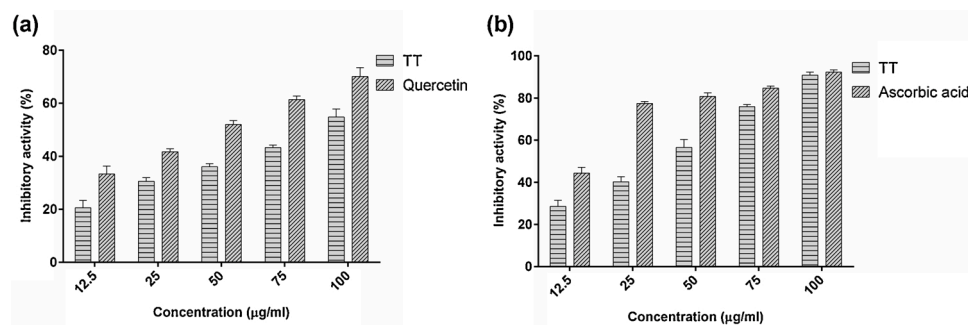 (a)
80
60
40
20
0
Inhibitory activity (%)
TT
Quercetin
12.5
25
50
75
100
Concentration (µg/ml)
(b)
100
80
60
40
20
0
Inhibitory activity (%)
TT
Ascorbic acid
12.5
25
50
75
100
Concentration (µg/ml)